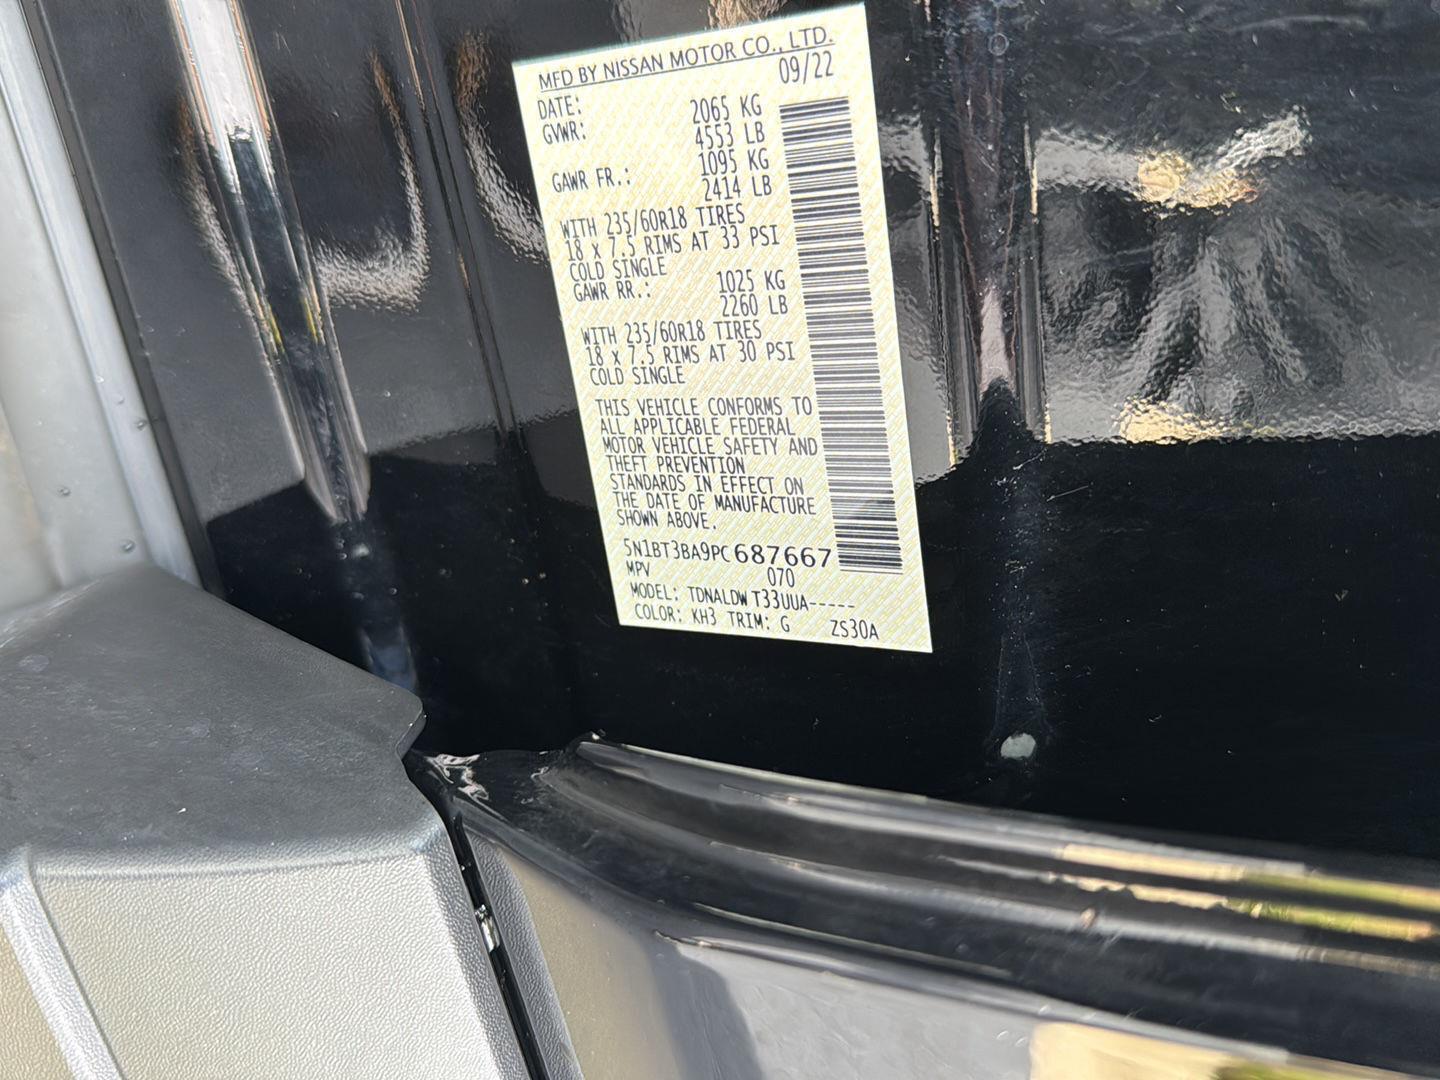 MFD BY NISSAN MOTOR CO., LTD.
DATE: 09/22
GVWR: 2065 KG
4553 LB
GAWR FR.: 1095 KG
2414 LB
WITH 235/60R18 TIRES
18 X 7.5 RIMS AT 33 PSI
COLD SINGLE
GAWR RR.: 1025 KG
2260 LB
WITH 235/60R18 TIRES
18 X 7.5 RIMS AT 30 PSI
COLD SINGLE
THIS VEHICLE CONFORMS TO
ALL APPLICABLE FEDERAL
MOTOR VEHICLE SAFETY AND
THEFT PREVENTION
STANDARDS IN EFFECT ON
THE DATE OF MANUFACTURE
SHOWN ABOVE.
5N1BT3BA9PC687667
MPV 070
MODEL: TDNALDW T33UUA-----
COLOR: KH3 TRIM: G ZS30A